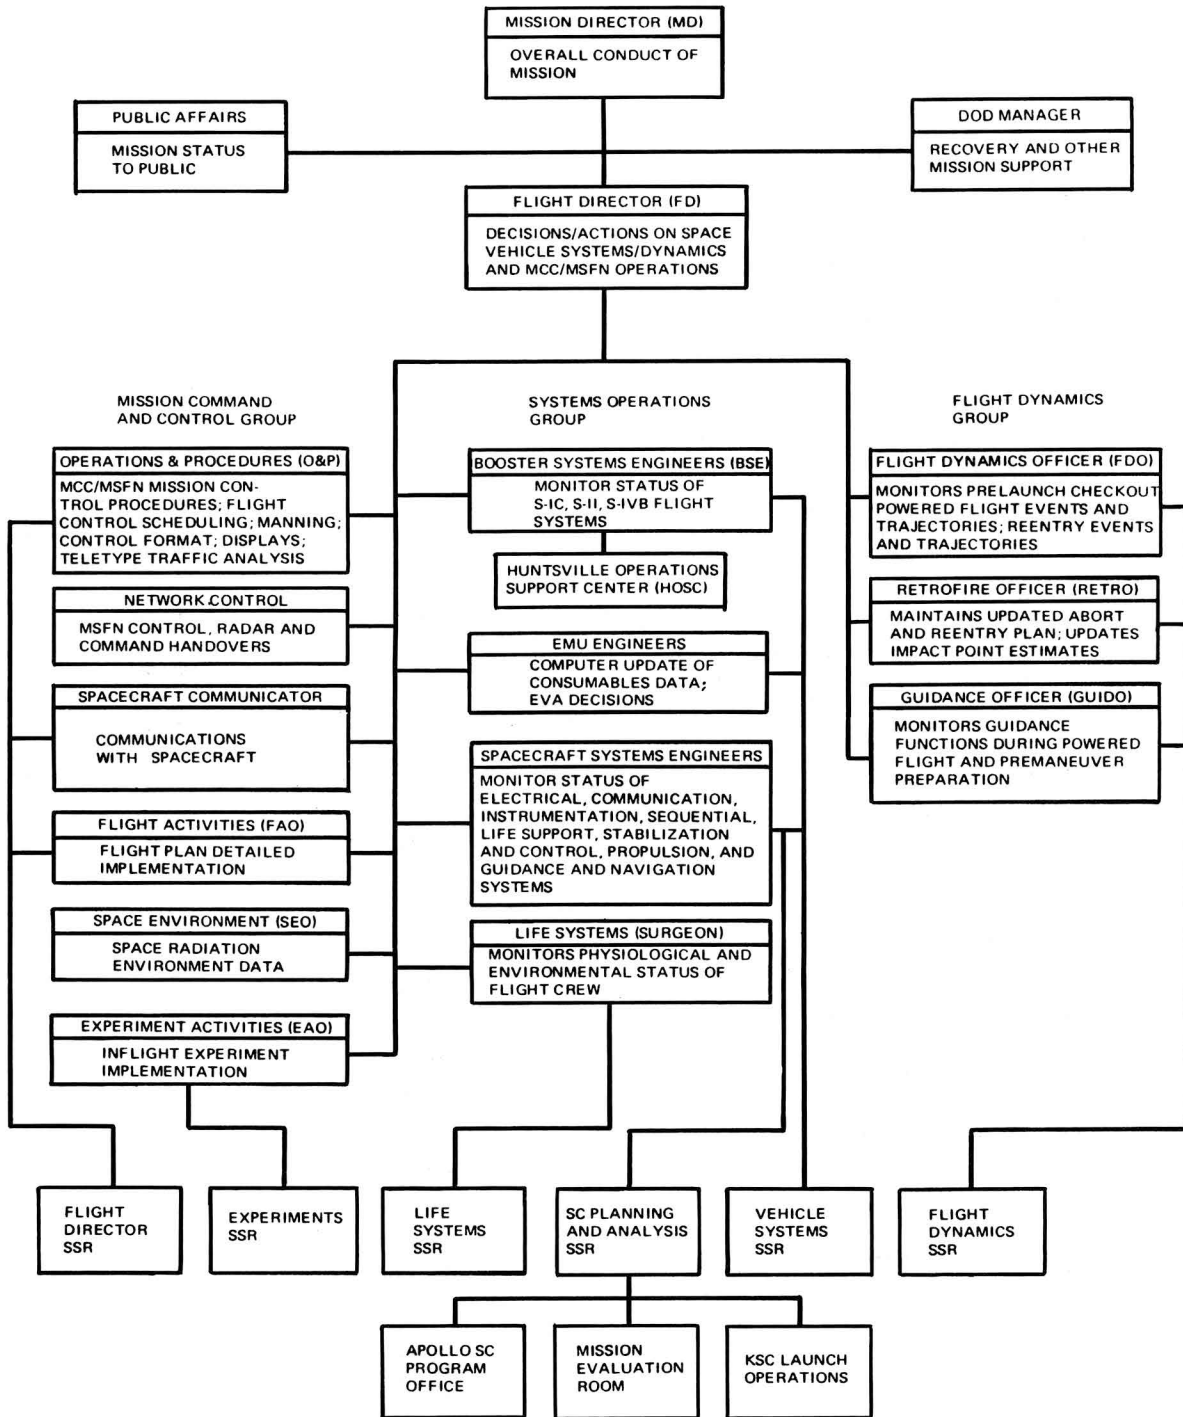 MISSION DIRECTOR (MD)
OVERALL CONDUCT OF
MISSION
PUBLIC AFFAIRS
MISSION STATUS
TO PUBLIC
DOD MANAGER
RECOVERY AND OTHER
MISSION SUPPORT
FLIGHT DIRECTOR (FD)
DECISIONS/ACTIONS ON SPACE
VEHICLE SYSTEMS/DYNAMICS
AND MCC/MSFN OPERATIONS
MISSION COMMAND
AND CONTROL GROUP
OPERATIONS & PROCEDURES (O&P)
MCC/MSFN MISSION CON-
TROL PROCEDURES; FLIGHT
CONTROL SCHEDULING; MANNING;
CONTROL FORMAT; DISPLAYS;
TELETYPE TRAFFIC ANALYSIS
NETWORK CONTROL
MSFN CONTROL, RADAR AND
COMMAND HANDOVERS
SPACECRAFT COMMUNICATOR
COMMUNICATIONS
WITH SPACECRAFT
FLIGHT ACTIVITIES (FAO)
FLIGHT PLAN DETAILED
IMPLEMENTATION
SPACE ENVIRONMENT (SEO)
SPACE RADIATION
ENVIRONMENT DATA
EXPERIMENT ACTIVITIES (EAO)
INFLIGHT EXPERIMENT
IMPLEMENTATION
SYSTEMS OPERATIONS
GROUP
BOOSTER SYSTEMS ENGINEERS (BSE)
MONITOR STATUS OF
S-IC, S-II, S-IVB FLIGHT
SYSTEMS
HUNTSVILLE OPERATIONS
SUPPORT CENTER (HOSC)
EMU ENGINEERS
COMPUTER UPDATE OF
CONSUMABLES DATA;
EVA DECISIONS
SPACECRAFT SYSTEMS ENGINEERS
MONITOR STATUS OF
ELECTRICAL, COMMUNICATION,
INSTRUMENTATION, SEQUENTIAL,
LIFE SUPPORT, STABILIZATION
AND CONTROL, PROPULSION, AND
GUIDANCE AND NAVIGATION
SYSTEMS
LIFE SYSTEMS (SURGEON)
MONITORS PHYSIOLOGICAL AND
ENVIRONMENTAL STATUS OF
FLIGHT CREW
FLIGHT DYNAMICS
GROUP
FLIGHT DYNAMICS OFFICER (FDO)
MONITORS PRELAUNCH CHECKOUT
POWERED FLIGHT EVENTS AND
TRAJECTORIES; REENTRY EVENTS
AND TRAJECTORIES
RETROFIRE OFFICER (RETRO)
MAINTAINS UPDATED ABORT
AND REENTRY PLAN; UPDATES
IMPACT POINT ESTIMATES
GUIDANCE OFFICER (GUIDO)
MONITORS GUIDANCE
FUNCTIONS DURING POWERED
FLIGHT AND PREMANEUVER
PREPARATION
FLIGHT
DIRECTOR
SSR
EXPERIMENTS
SSR
LIFE
SYSTEMS
SSR
SC PLANNING
AND ANALYSIS
SSR
VEHICLE
SYSTEMS
SSR
FLIGHT
DYNAMICS
SSR
APOLLO SC
PROGRAM
OFFICE
MISSION
EVALUATION
ROOM
KSC LAUNCH
OPERATIONS